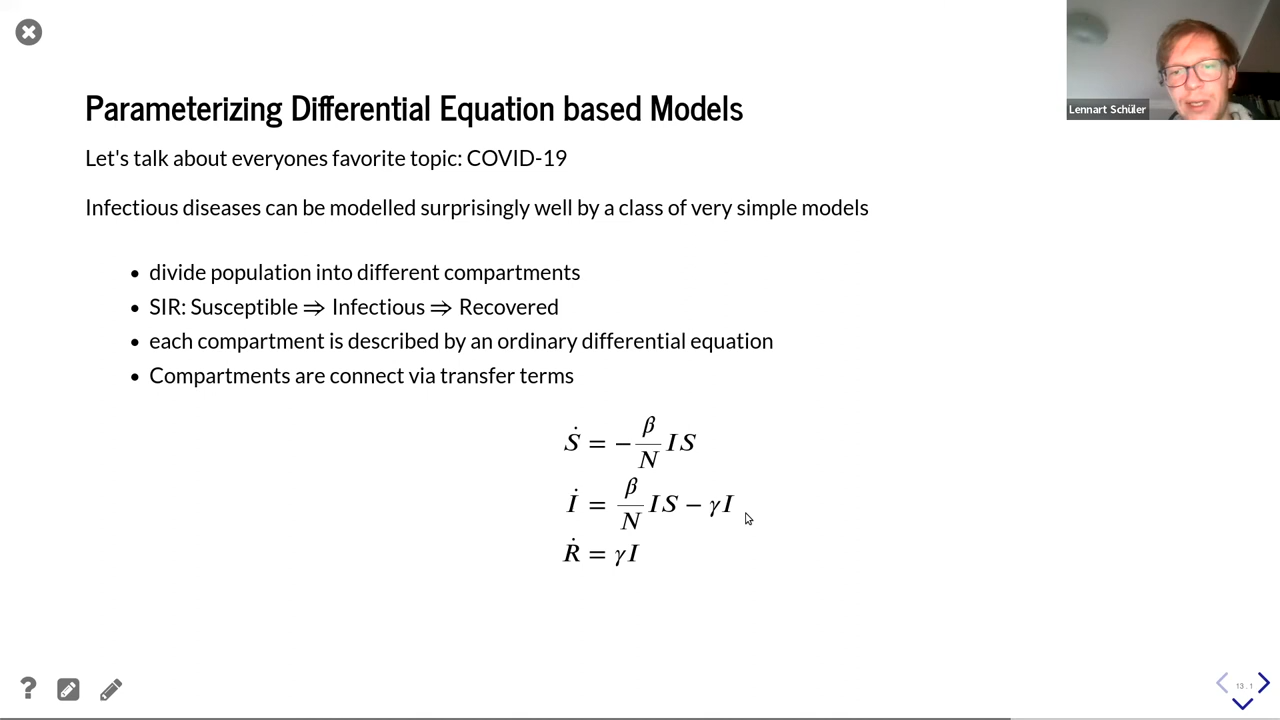 Parameterizing Differential Equation based Models
Let's talk about everyones favorite topic: COVID-19
Infectious diseases can be modelled surprisingly well by a class of very simple models
• divide population into different compartments
• SIR: Susceptible ⇒ Infectious ⇒ Recovered
• each compartment is described by an ordinary differential equation
• Compartments are connect via transfer terms
Ṡ = − β/N IS
İ = β/N IS − γI
Ṙ = γI
Lennart Schüler
?
13.1